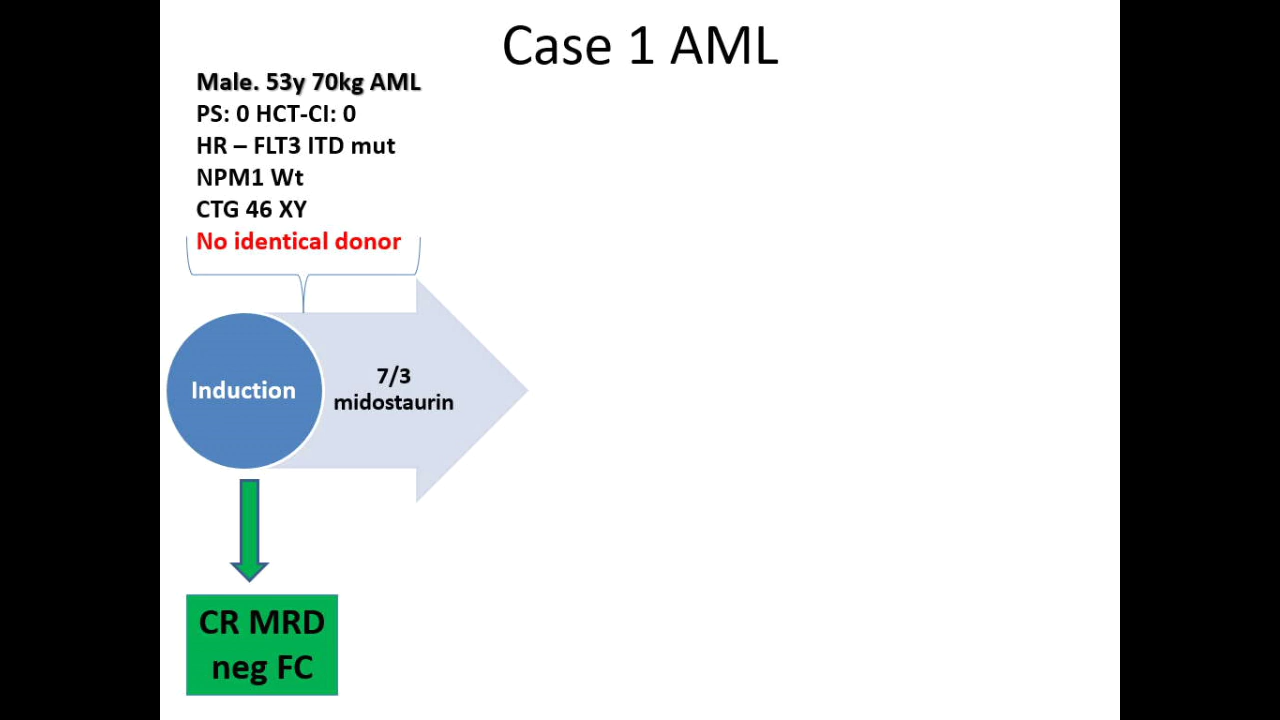 Case 1 AML
Male. 53y 70kg AML
PS: 0 HCT-CI: 0
HR – FLT3 ITD mut
NPM1 Wt
CTG 46 XY
No identical donor
Induction
7/3
midostaurin
CR MRD
neg FC